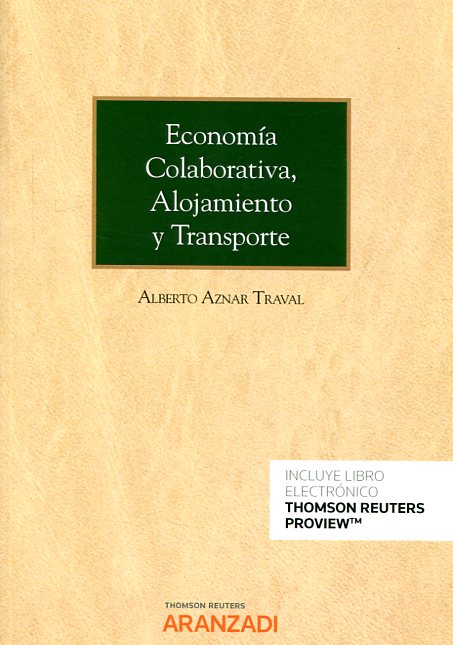 Economía
Colaborativa,
Alojamiento
y Transporte
ALBERTO AZNAR TRAVAL
INCLUYE LIBRO
ELECTRÓNICO
THOMSON REUTERS
PROVIEW™
THOMSON REUTERS
ARANZADI